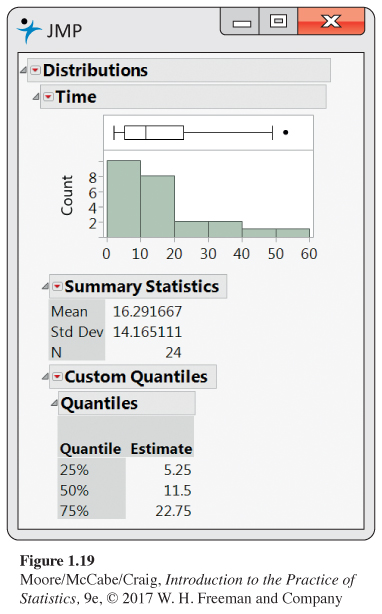 JMP
Distributions
Time
Count
8
6
4
2
0 10 20 30 40 50 60
Summary Statistics
Mean 16.291667
Std Dev 14.165111
N 24
Custom Quantiles
Quantiles
Quantile Estimate
25% 5.25
50% 11.5
75% 22.75
Figure 1.19
Moore/McCabe/Craig, Introduction to the Practice of
Statistics, 9e, © 2017 W. H. Freeman and Company